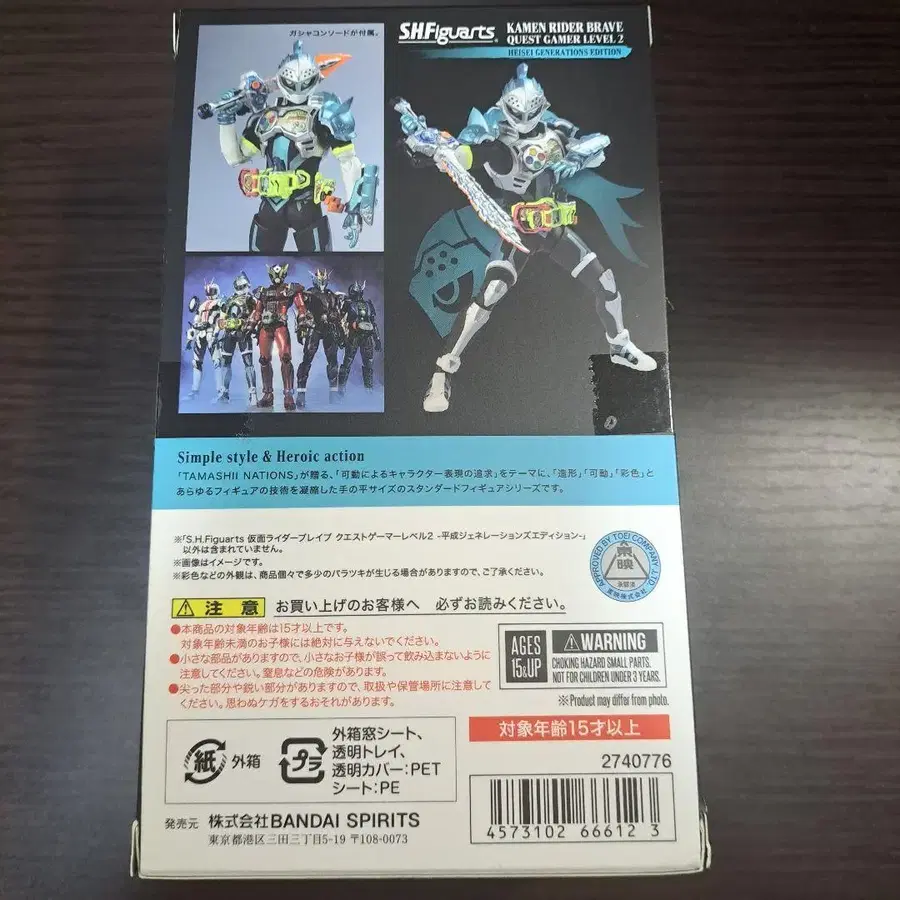 ガシャコンソードが付属。
S.H.Figuarts
KAMEN RIDER BRAVE
QUEST GAMER LEVEL 2
HEISEI GENERATIONS EDITION
Simple style & Heroic action
「TAMASHII NATIONS」が贈る、「可動によるキャラクター表現の追求」をテーマに、「造形」「可動」「彩色」と
あらゆるフィギュアの技術を凝縮した手の平サイズのスタンダードフィギュアシリーズです。
※「S.H.Figuarts 仮面ライダーブレイブ クエストゲーマーレベル2 -平成ジェネレーションズエディション-」
以外は含まれていません。
※画像はイメージです。
※彩色などの外観は、商品個々で多少のバラツキが生じる場合がありますので、ご了承ください。
APPROVED BY TOEI COMPANY, LTD.
東映
承認済
東映株式会社
注意 お買い上げのお客様へ 必ずお読みください。
●本商品の対象年齢は15才以上です。
対象年齢未満のお子様には絶対に与えないでください。
●小さな部品がありますので、小さなお子様が誤って飲み込まないように
注意してください。窒息などの危険があります。
●尖った部分や鋭い部分がありますので、取扱や保管場所に注意して
ください。思わぬケガをするおそれがあります。
AGES
15&UP
WARNING
CHOKING HAZARD SMALL PARTS.
NOT FOR CHILDREN UNDER 3 YEARS.
※Product may differ from photo.
対象年齢15才以上
紙 外箱
プラ
外箱窓シート、
透明トレイ、
透明カバー:PET
シート:PE
2740776
4573102 66612 3
発売元 株式会社BANDAI SPIRITS
東京都港区三田三丁目5-19 〒108-0073